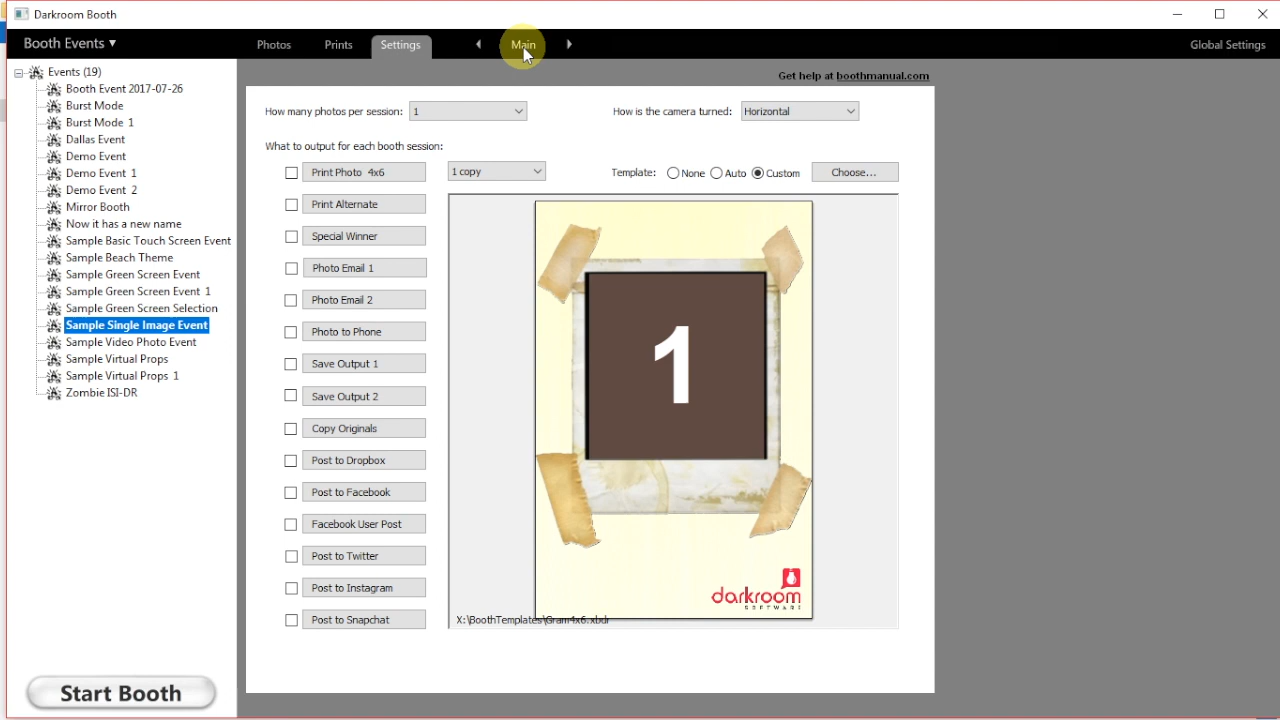 Darkroom Booth
Booth Events ▾
Photos
Prints
Settings
Main
Global Settings
Events (19)
Booth Event 2017-07-26
Burst Mode
Burst Mode 1
Dallas Event
Demo Event
Demo Event 1
Demo Event 2
Mirror Booth
Now it has a new name
Sample Basic Touch Screen Event
Sample Beach Theme
Sample Green Screen Event
Sample Green Screen Event 1
Sample Green Screen Selection
Sample Single Image Event
Sample Video Photo Event
Sample Virtual Props
Sample Virtual Props 1
Zombie ISI-DR
Start Booth
Get help at boothmanual.com
How many photos per session: 1
How is the camera turned: Horizontal
What to output for each booth session:
Print Photo 4x6
1 copy
Template: None Auto Custom Choose...
Print Alternate
Special Winner
Photo Email 1
Photo Email 2
Photo to Phone
Save Output 1
Save Output 2
Copy Originals
Post to Dropbox
Post to Facebook
Facebook User Post
Post to Twitter
Post to Instagram
Post to Snapchat
1
darkroom
SOFTWARE
X:\BoothTemplates\Gram4x6.xbdr